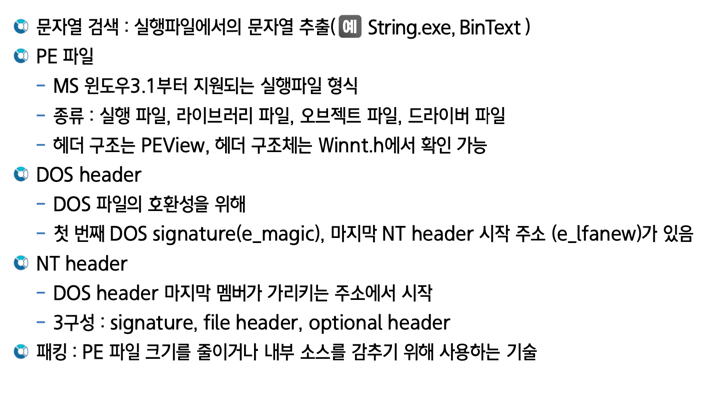 문자열 검색 : 실행파일에서의 문자열 추출( 예 String.exe, BinText )
PE 파일
- MS 윈도우3.1부터 지원되는 실행파일 형식
- 종류 : 실행 파일, 라이브러리 파일, 오브젝트 파일, 드라이버 파일
- 헤더 구조는 PEView, 헤더 구조체는 Winnt.h에서 확인 가능
DOS header
- DOS 파일의 호환성을 위해
- 첫 번째 DOS signature(e_magic), 마지막 NT header 시작 주소 (e_lfanew)가 있음
NT header
- DOS header 마지막 멤버가 가리키는 주소에서 시작
- 3구성 : signature, file header, optional header
패킹 : PE 파일 크기를 줄이거나 내부 소스를 감추기 위해 사용하는 기술